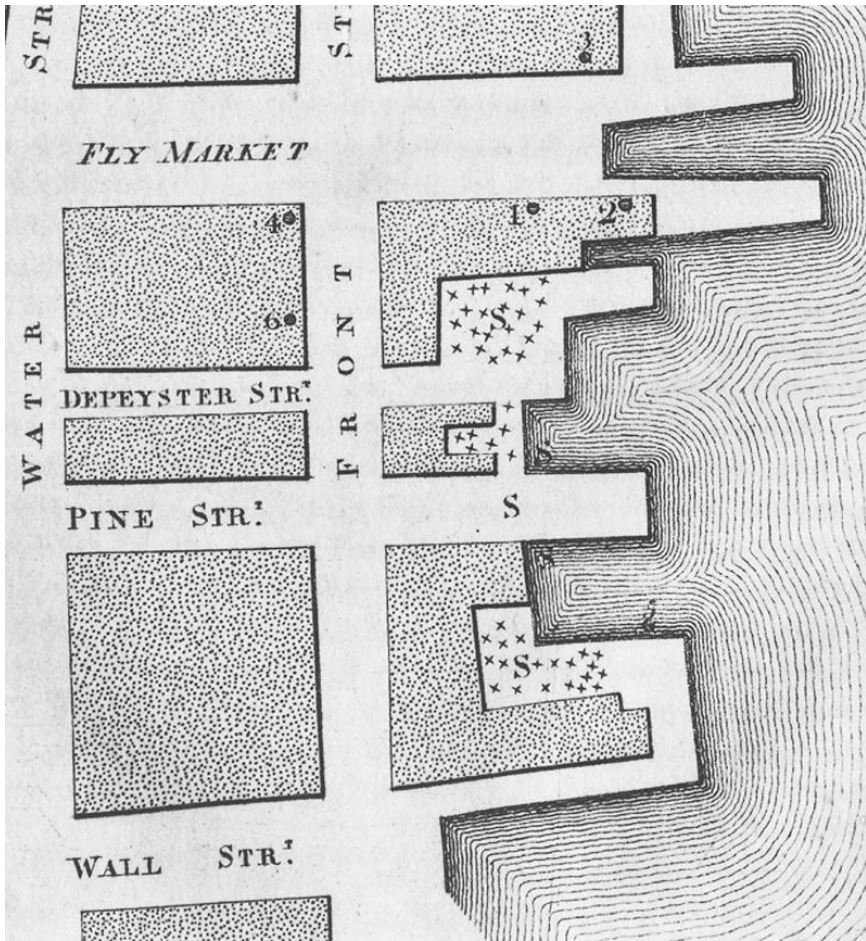 STR
ST
FLY MARKET
4
1
2
6
S
WATER
FRONT
DEPEYSTER STR.ᵗ
S
PINE STR.ᵗ
S
S
S
WALL STR.ᵗ